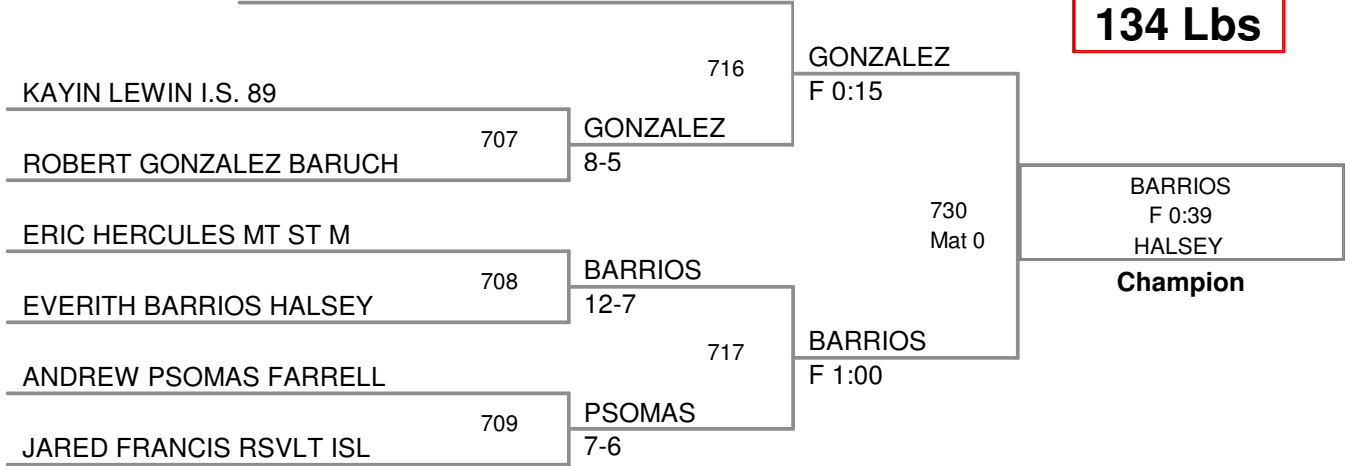 134 Lbs
716
GONZALEZ
F 0:15
KAYIN LEWIN I.S. 89
707
GONZALEZ
8-5
ROBERT GONZALEZ BARUCH
730
Mat 0
BARRIOS
F 0:39
HALSEY
Champion
ERIC HERCULES MT ST M
708
BARRIOS
12-7
EVERITH BARRIOS HALSEY
717
BARRIOS
F 1:00
ANDREW PSOMAS FARRELL
709
PSOMAS
7-6
JARED FRANCIS RSVLT ISL